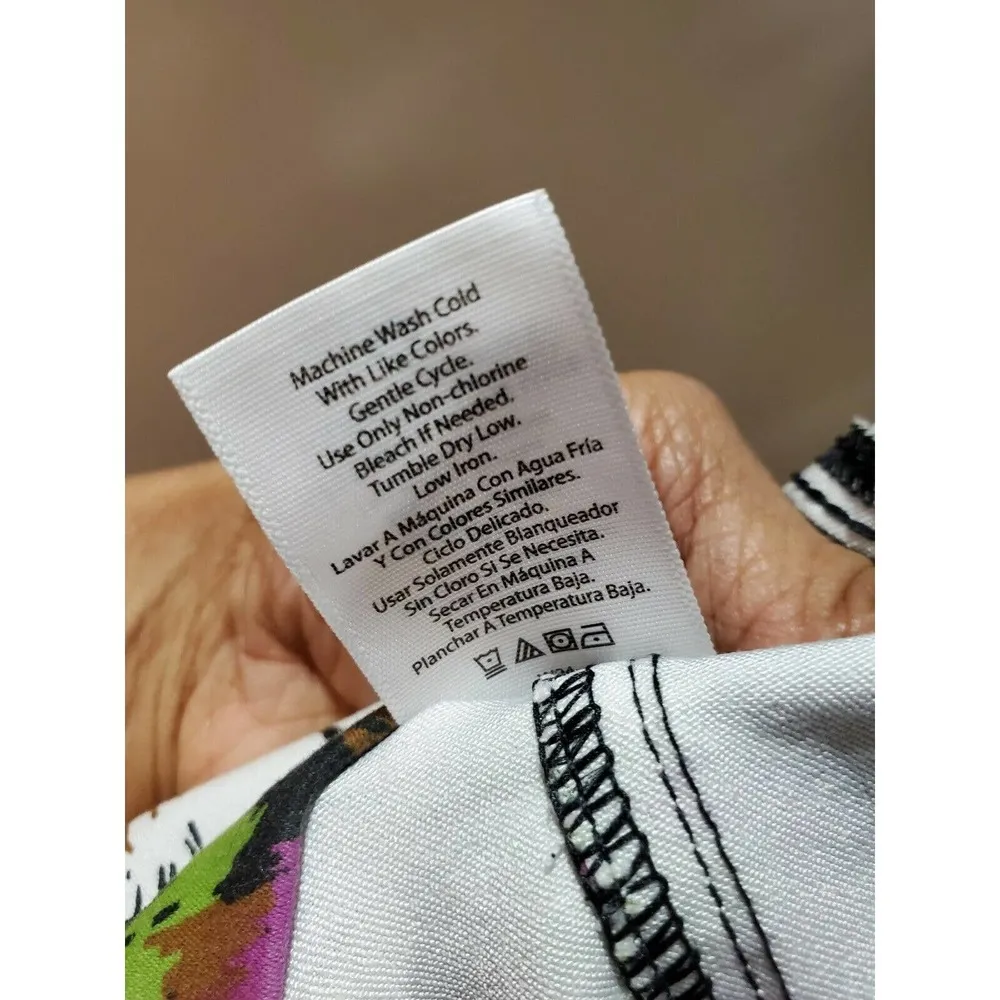 Machine Wash Cold
With Like Colors.
Gentle Cycle.
Use Only Non-chlorine
Bleach If Needed.
Tumble Dry Low.
Low Iron.
Lavar A Máquina Con Agua Fría
Y Con Colores Similares.
Ciclo Delicado.
Usar Solamente Blanqueador
Sin Cloro Si Se Necesita.
Secar En Máquina A
Temperatura Baja.
Planchar A Temperatura Baja.